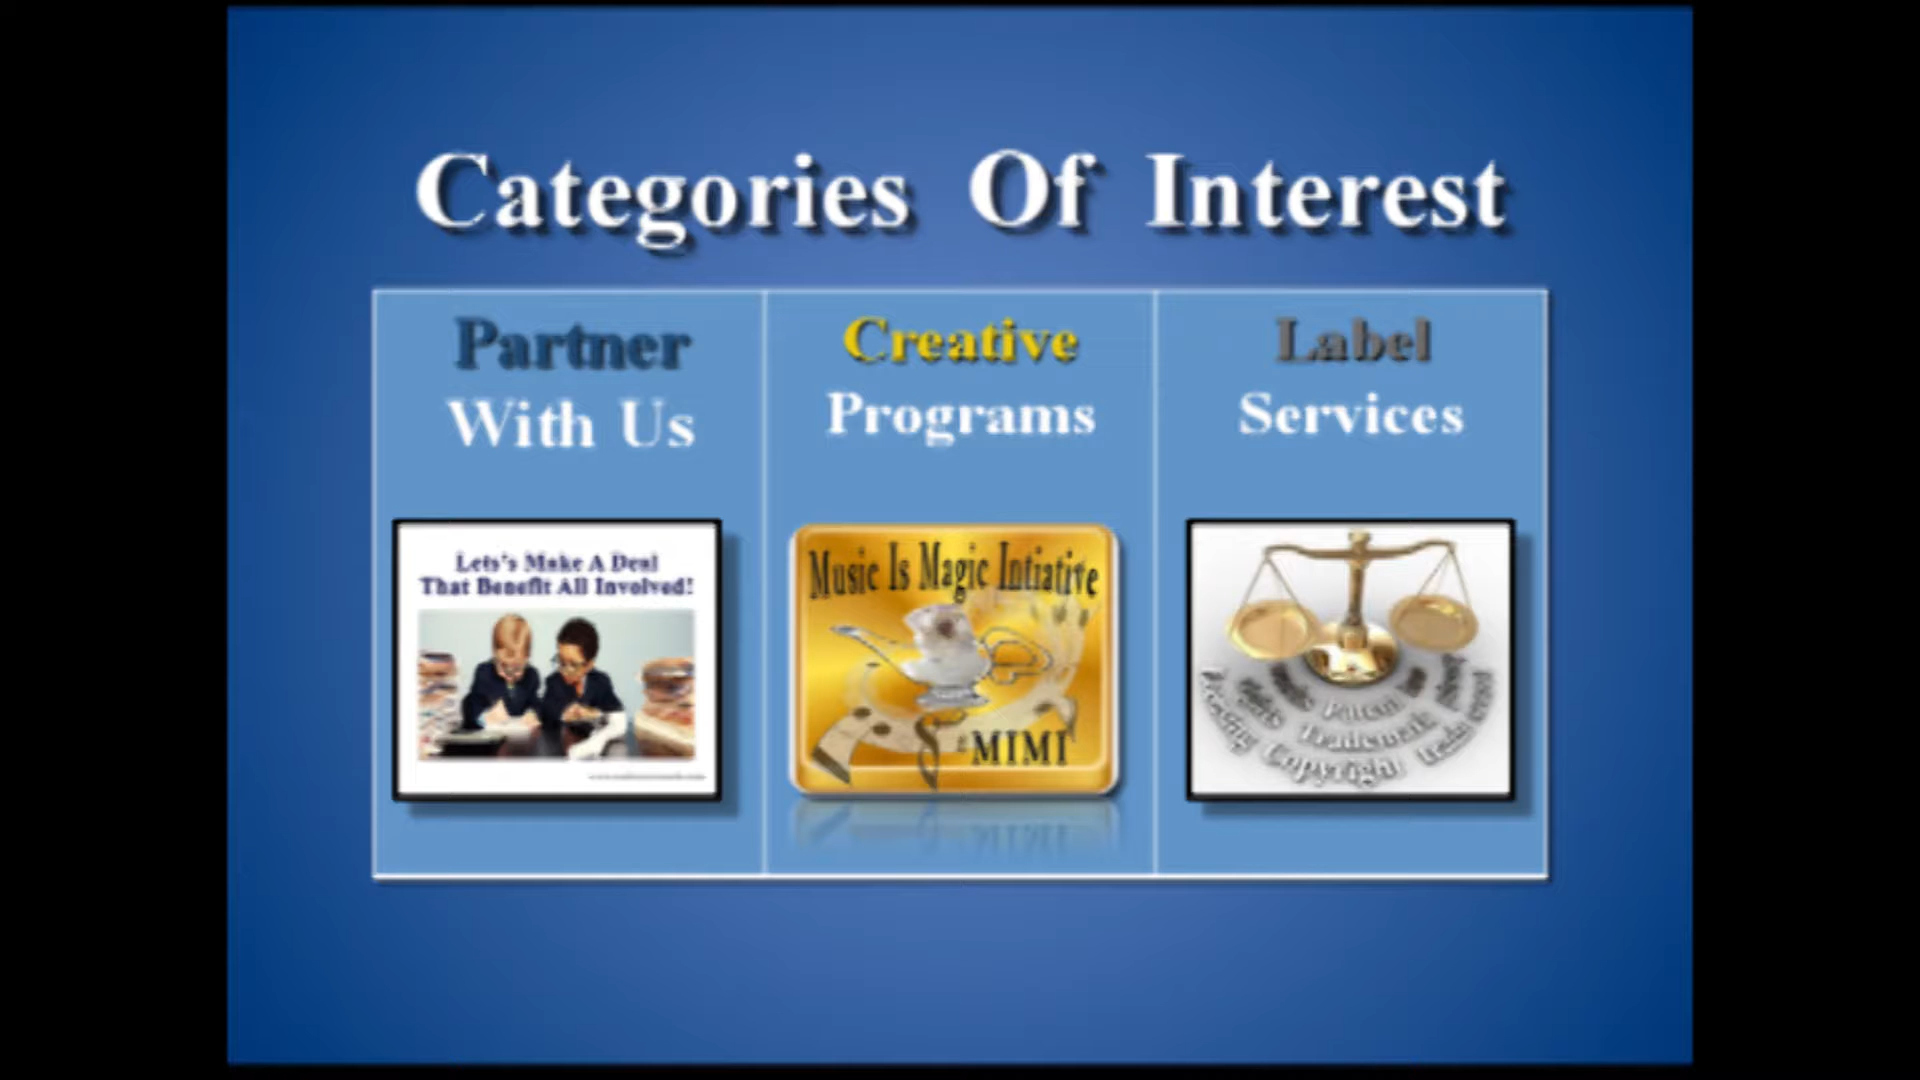 Categories Of Interest
Partner
With Us
Creative
Programs
Label
Services
Lets's Make A Deal
That Benefit All Involved!
Music Is Magic Intiative
MIMI
Patent
Trademark
Copyright